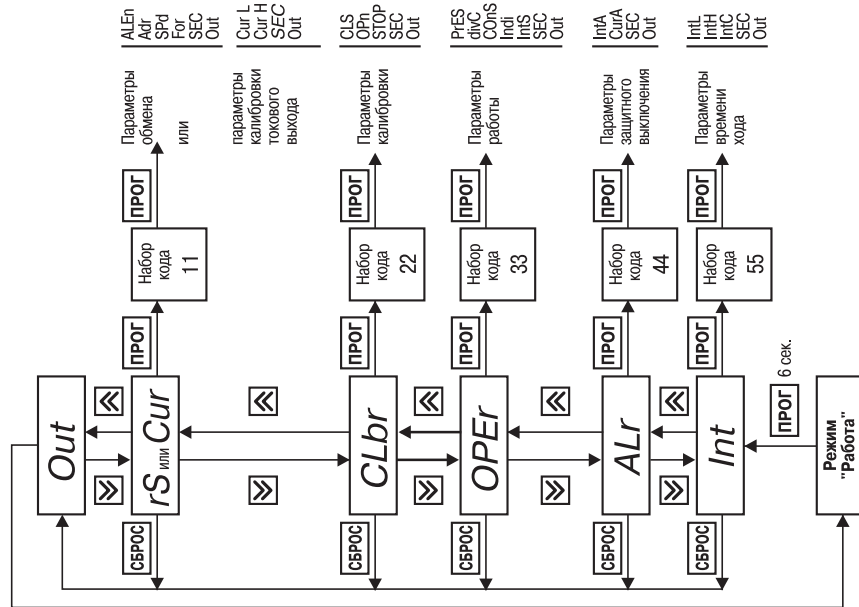 Out
rS или Cur
СБРОС
ПРОГ
Набор
кода
11
ПРОГ
Параметры
обмена
или
параметры
калибровки
токового
выхода
ALEn
Adr
SPd
For
SEC
Out
Cur L
Cur H
SEC
Out
CLbr
СБРОС
ПРОГ
Набор
кода
22
ПРОГ
Параметры
калибровки
CLS
OPn
STOP
SEC
Out
OPEr
СБРОС
ПРОГ
Набор
кода
33
ПРОГ
Параметры
работы
PrES
divC
COnS
Indi
IntS
SEC
Out
ALr
СБРОС
ПРОГ
Набор
кода
44
ПРОГ
Параметры
защитного
выключения
IntA
CurA
SEC
Out
Int
СБРОС
ПРОГ
Набор
кода
55
ПРОГ
Параметры
времени
хода
IntL
IntH
IntC
SEC
Out
ПРОГ 6 сек.
Режим
"Работа"